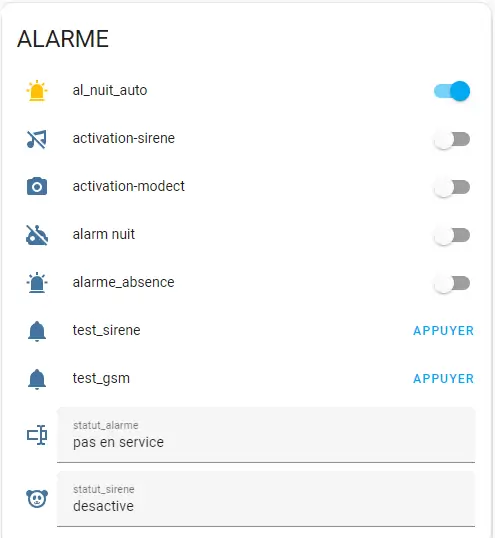 ALARME
al_nuit_auto
activation-sirene
activation-modect
alarm nuit
alarme_absence
test_sirene APPUYER
test_gsm APPUYER
statut_alarme
pas en service
statut_sirene
desactive